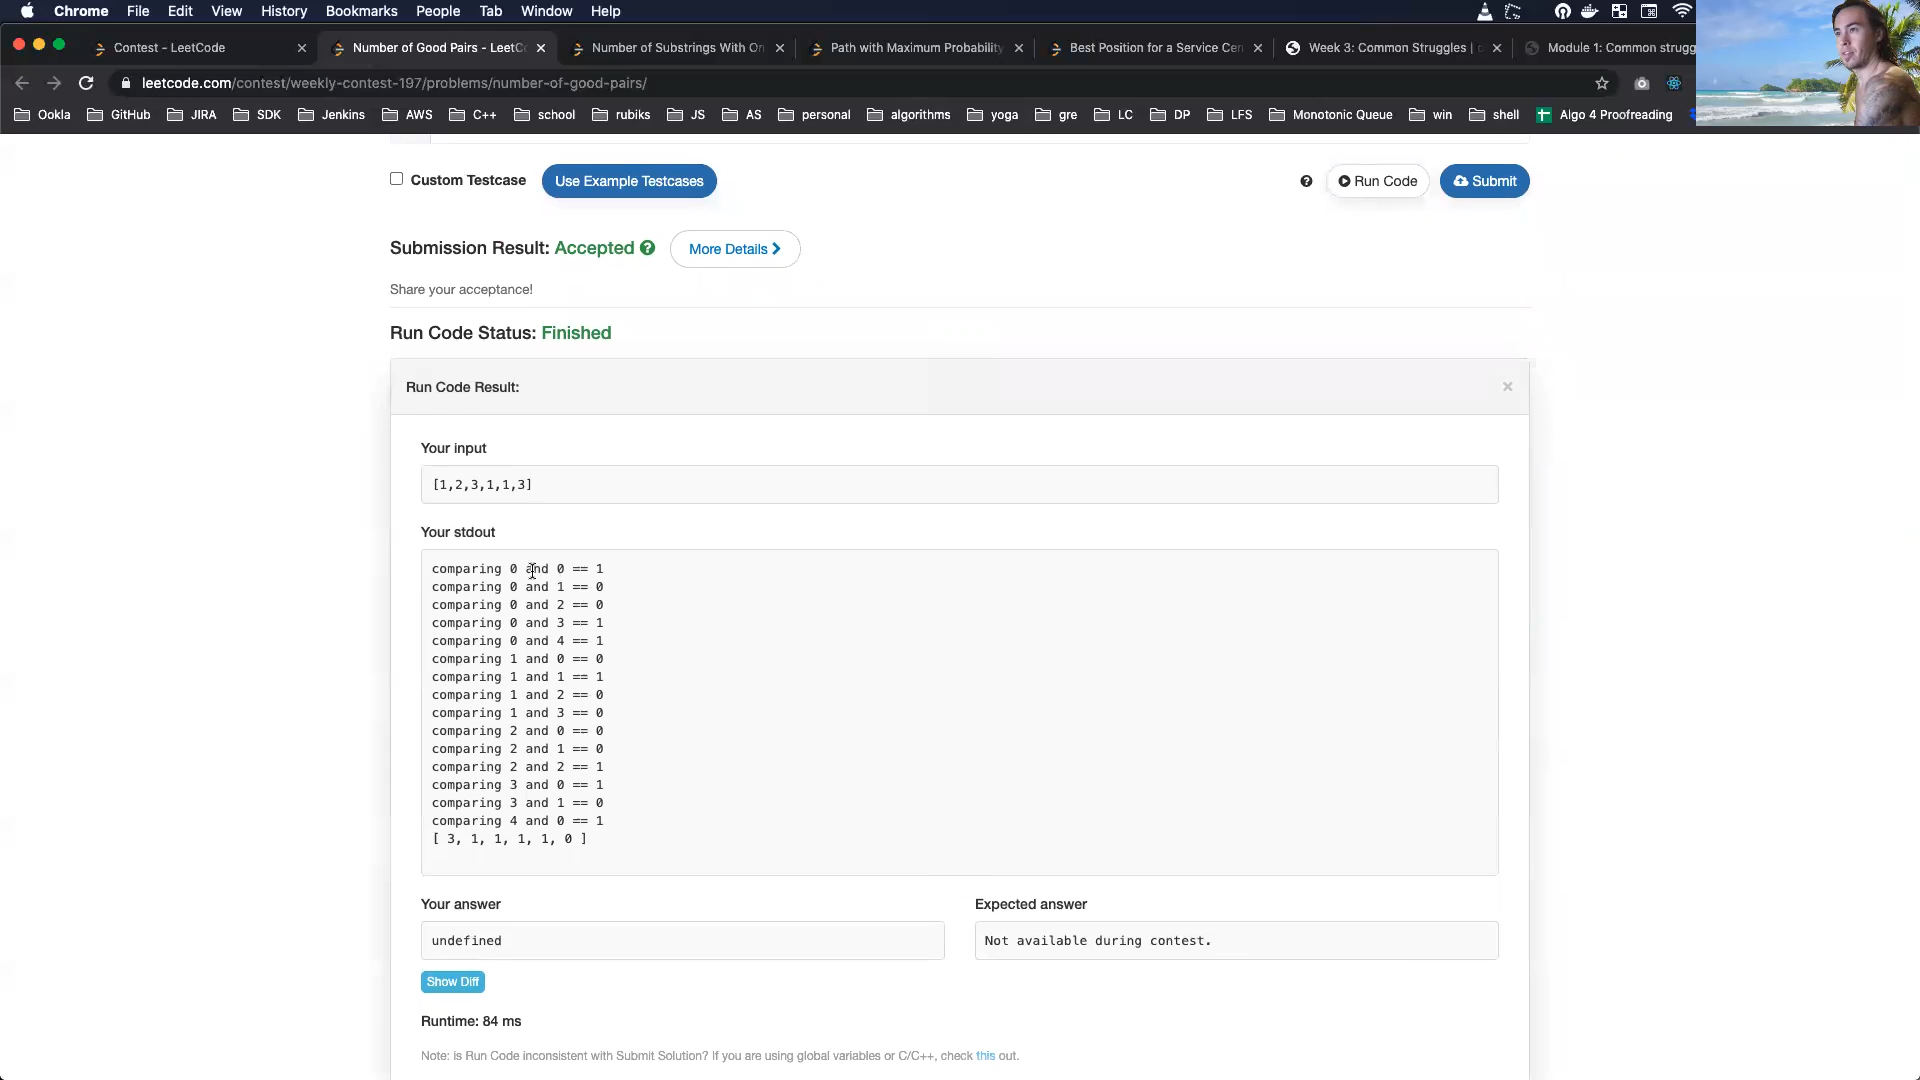 Chrome File Edit View History Bookmarks People Tab Window Help
Contest - LeetCode
Number of Good Pairs - LeetCo
Number of Substrings With On
Path with Maximum Probability
Best Position for a Service Cen
Week 3: Common Struggles |
Module 1: Common strugg
leetcode.com/contest/weekly-contest-197/problems/number-of-good-pairs/
Ookla GitHub JIRA SDK Jenkins AWS C++ school rubiks JS AS personal algorithms yoga gre LC DP LFS Monotonic Queue win shell Algo 4 Proofreading
Custom Testcase Use Example Testcases Run Code Submit
Submission Result: Accepted More Details
Share your acceptance!
Run Code Status: Finished
Run Code Result:
Your input
[1,2,3,1,1,3]
Your stdout
comparing 0 and 0 == 1
comparing 0 and 1 == 0
comparing 0 and 2 == 0
comparing 0 and 3 == 1
comparing 0 and 4 == 1
comparing 1 and 0 == 0
comparing 1 and 1 == 1
comparing 1 and 2 == 0
comparing 1 and 3 == 0
comparing 2 and 0 == 0
comparing 2 and 1 == 0
comparing 2 and 2 == 1
comparing 3 and 0 == 1
comparing 3 and 1 == 0
comparing 4 and 0 == 1
[ 3, 1, 1, 1, 1, 0 ]
Your answer
undefined
Expected answer
Not available during contest.
Show Diff
Runtime: 84 ms
Note: is Run Code inconsistent with Submit Solution? If you are using global variables or C/C++, check this out.